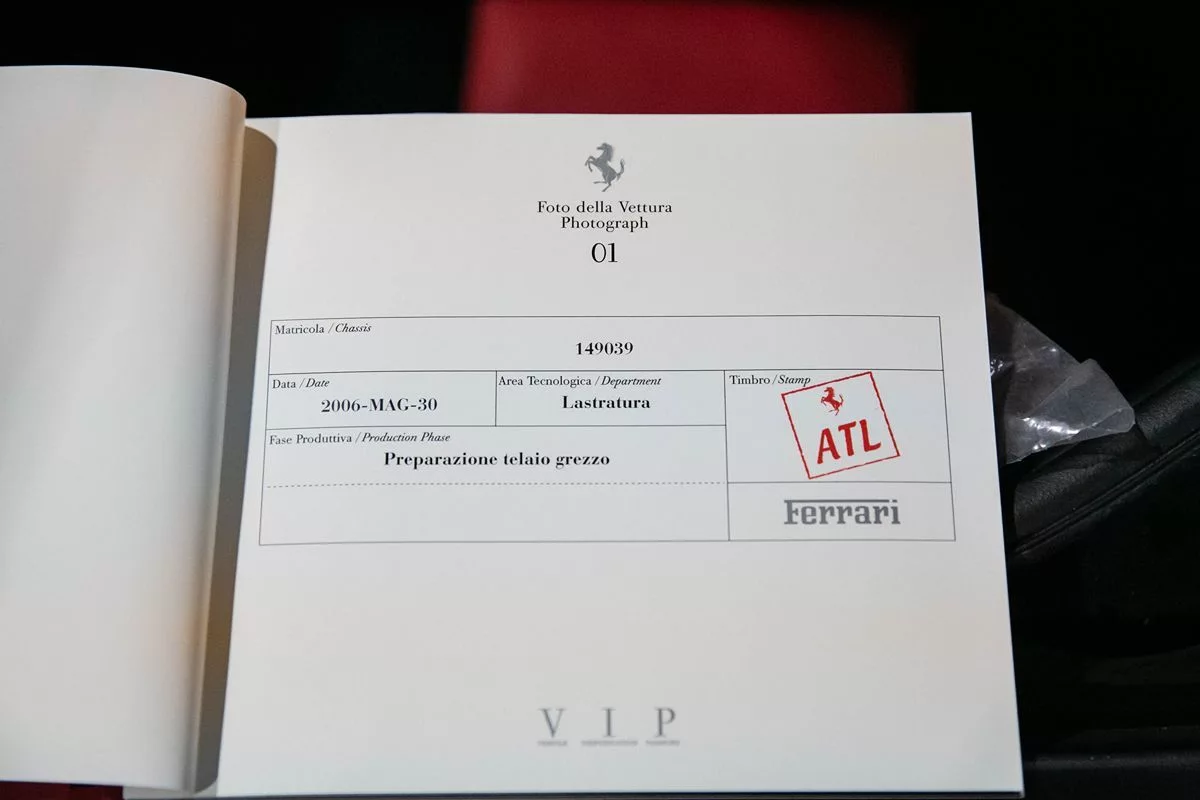 Foto della Vettura
Photograph
01
Matricola / Chassis
149039
Data / Date
2006-MAG-30
Area Tecnologica / Department
Lastratura
Timbro / Stamp
ATL
Fase Produttiva / Production Phase
Preparazione telaio grezzo
Ferrari
V I P